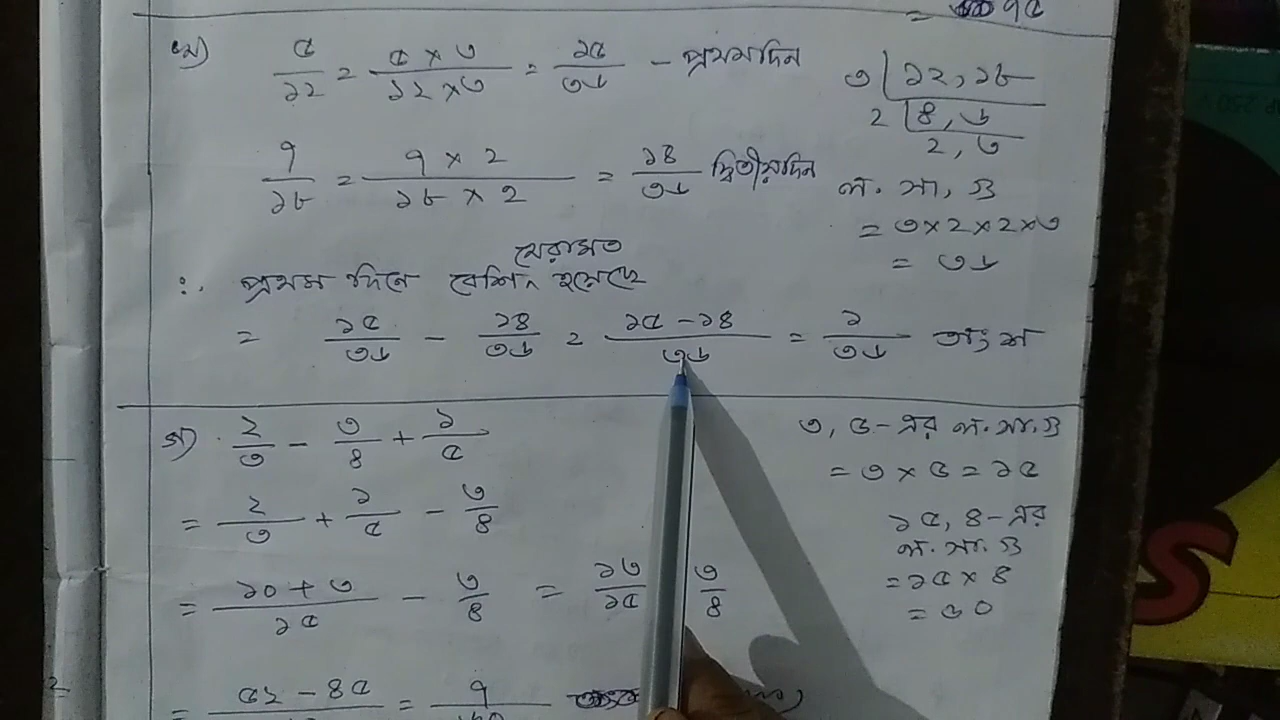 = ৭৫
খ) ৫/১২ = ৫ × ৩/১২ × ৩ = ১৫/৩৬ - প্রথমদিন
৭/১৮ = ৭ × ২/১৮ × ২ = ১৪/৩৬ দ্বিতীয়দিন
মেরামত
∴ প্রথম দিনে বেশি হয়েছে
= ১৫/৩৬ - ১৪/৩৬ = ১৫ - ১৪/৩৬ = ১/৩৬ অংশ
৩ | ১২, ১৮
২ | ৪, ৬
২, ৩
ল. সা. গু
= ৩×২×২×৩
= ৩৬
গ) ২/৩ - ৩/৪ + ১/৫
= ২/৩ + ১/৫ - ৩/৪
= ১০ + ৩/১৫ - ৩/৪ = ১৩/১৫ ৩/৪
= ৫২ - ৪৫
৩, ৫-এর ল.সা.গু
= ৩ × ৫ = ১৫
১৫, ৪-এর
ল. সা. গু
= ১৫ × ৪
= ৬০
S